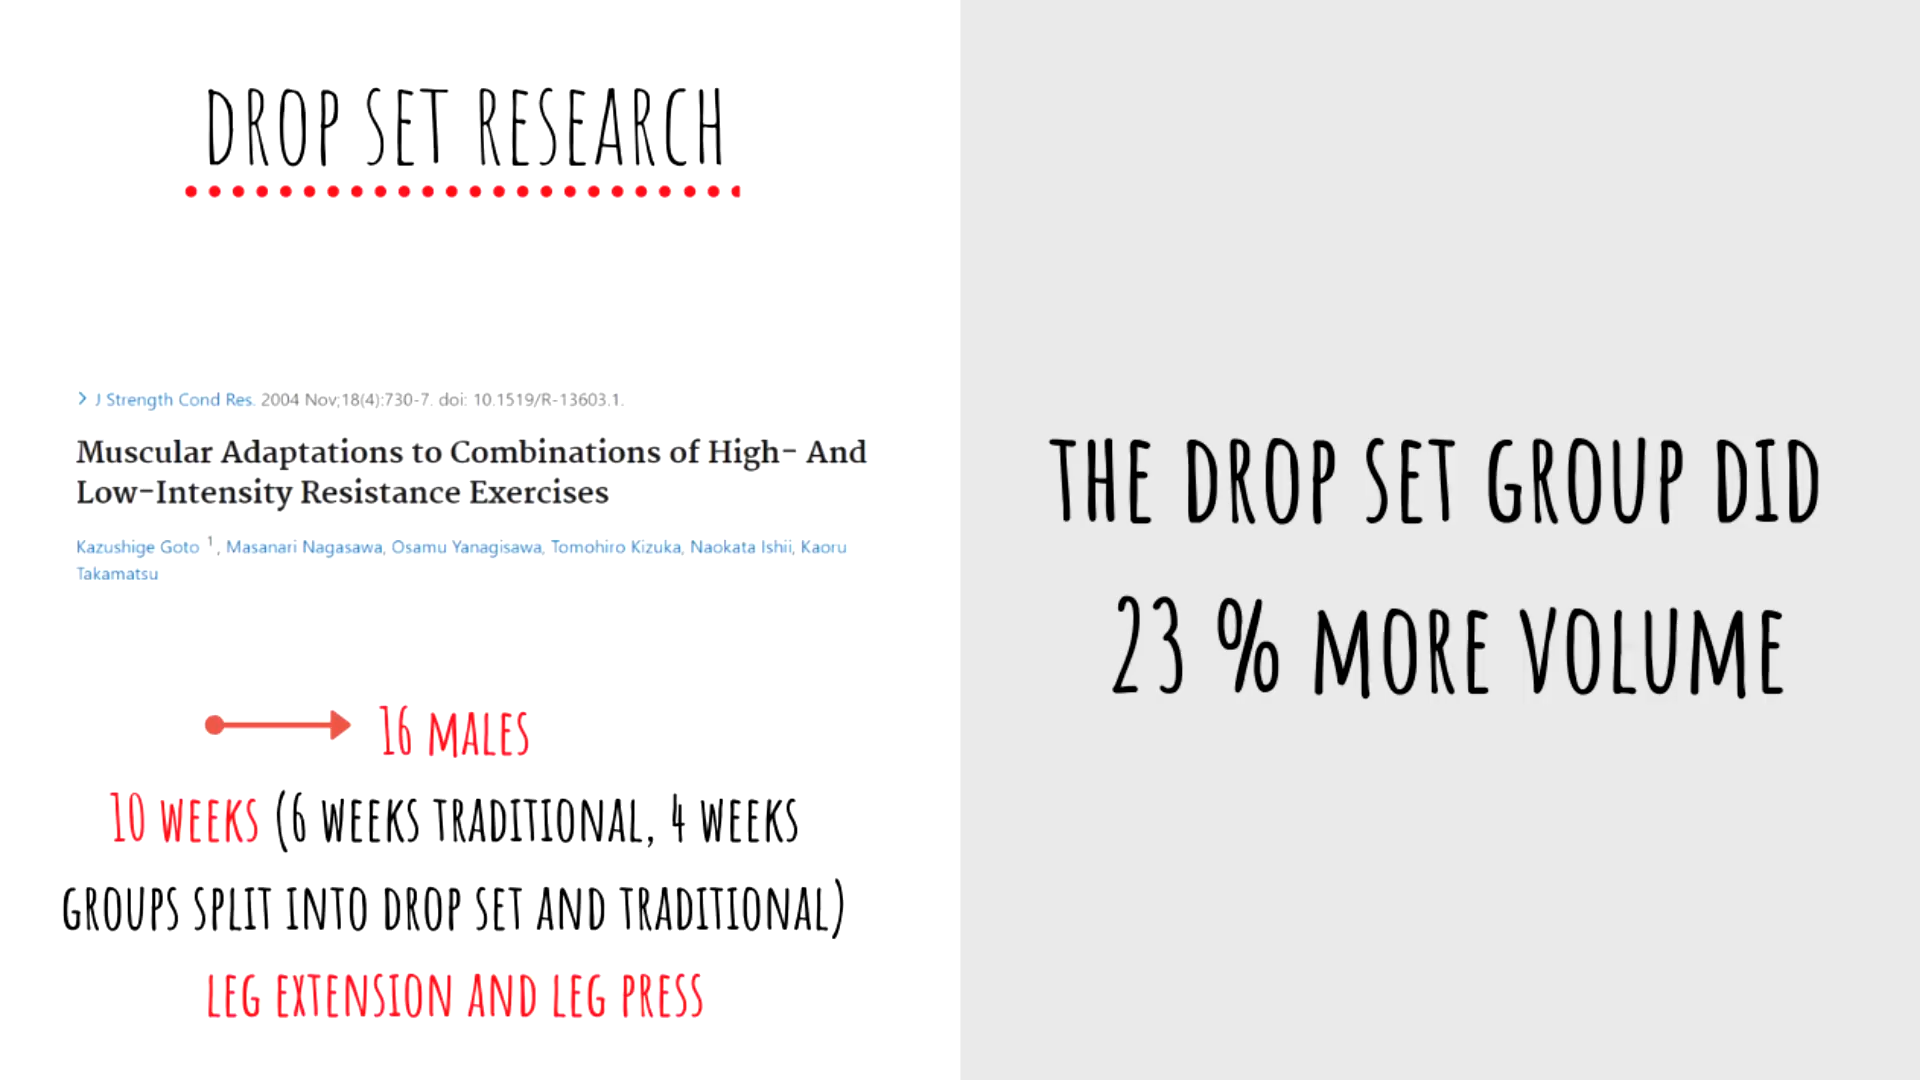 DROP SET RESEARCH
> J Strength Cond Res. 2004 Nov;18(4):730-7. doi: 10.1519/R-13603.1.
Muscular Adaptations to Combinations of High- And
Low-Intensity Resistance Exercises
Kazushige Goto 1, Masanari Nagasawa, Osamu Yanagisawa, Tomohiro Kizuka, Naokata Ishii, Kaoru
Takamatsu
16 MALES
10 WEEKS (6 WEEKS TRADITIONAL, 4 WEEKS
GROUPS SPLIT INTO DROP SET AND TRADITIONAL)
LEG EXTENSION AND LEG PRESS
THE DROP SET GROUP DID
23 % MORE VOLUME